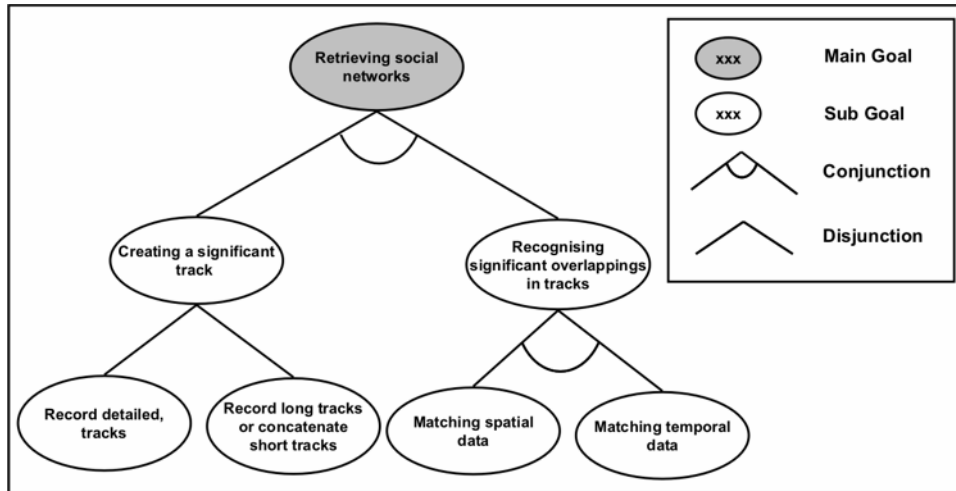 Retrieving social
networks
xxx
Main Goal
xxx
Sub Goal
Conjunction
Disjunction
Creating a significant
track
Recognising
significant overlappings
in tracks
Record detailed,
tracks
Record long tracks
or concatenate
short tracks
Matching spatial
data
Matching temporal
data